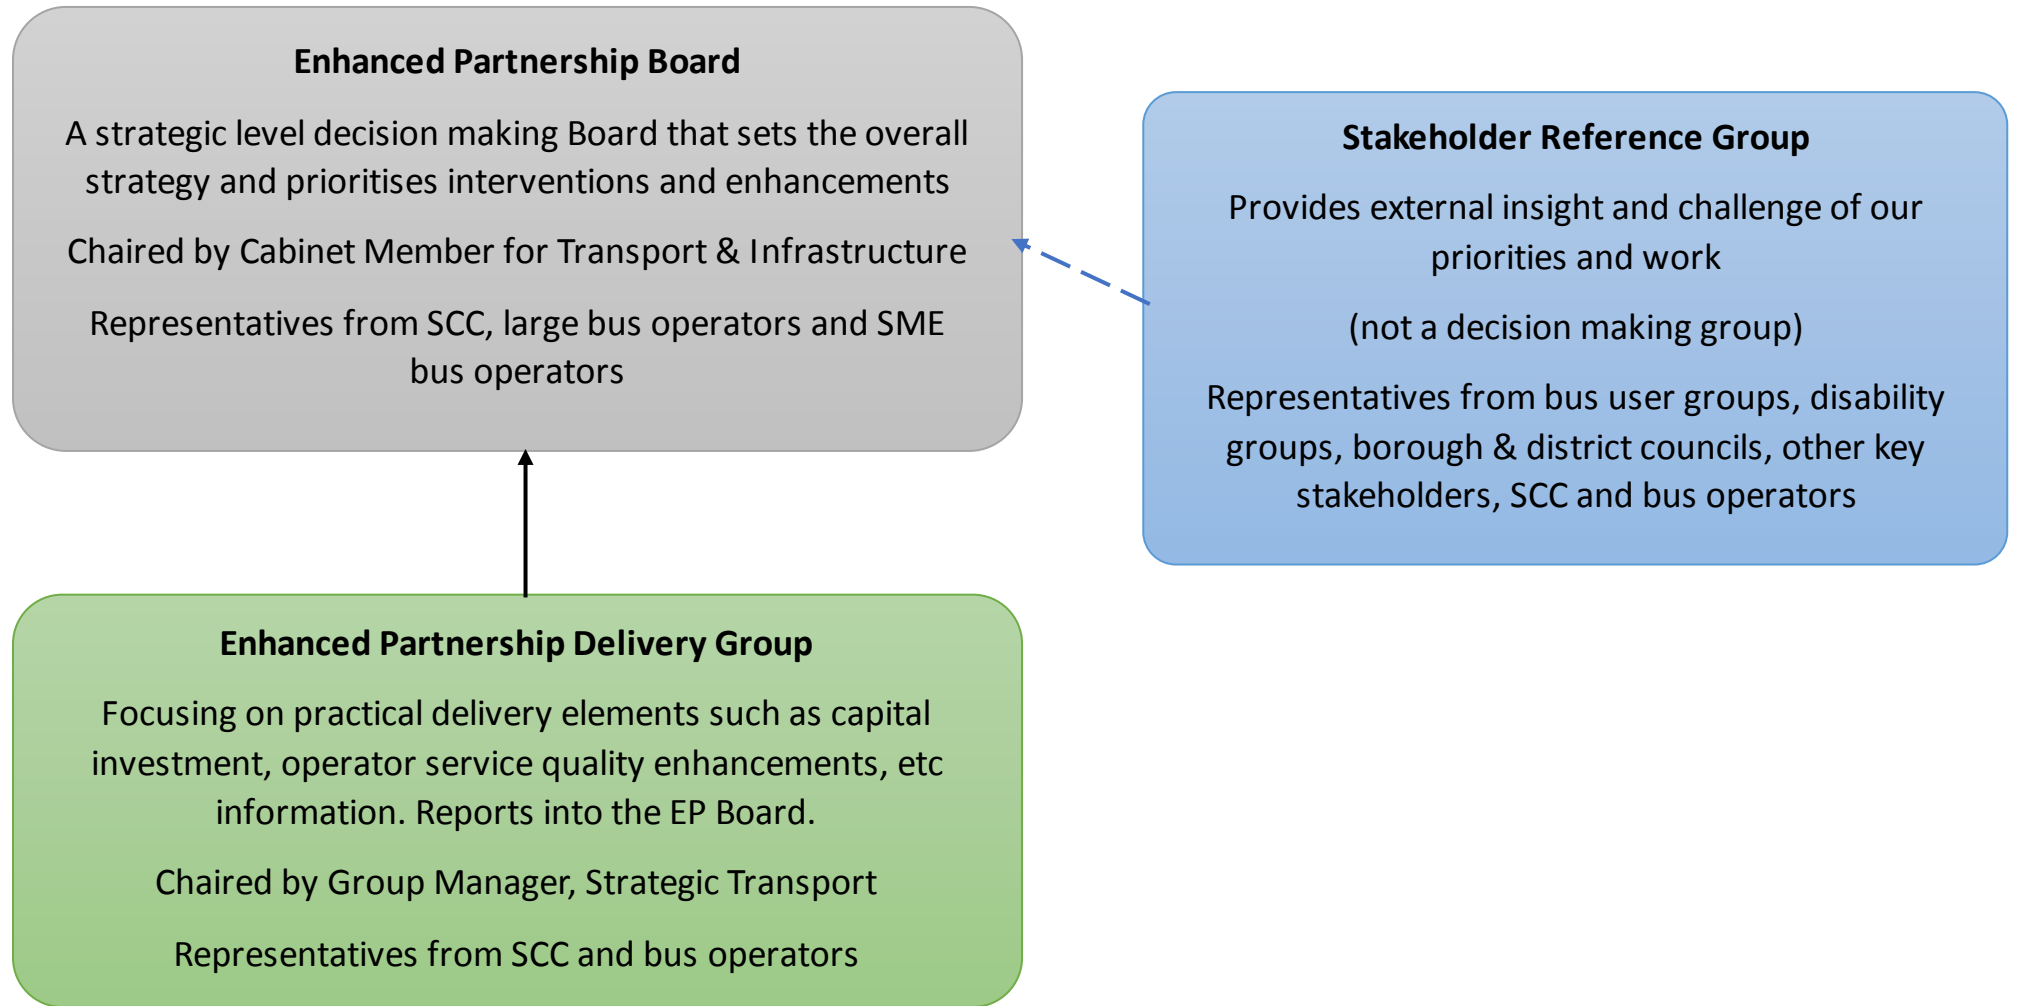 Enhanced Partnership Board
A strategic level decision making Board that sets the overall
strategy and prioritises interventions and enhancements
Chaired by Cabinet Member for Transport & Infrastructure
Representatives from SCC, large bus operators and SME
bus operators
Stakeholder Reference Group
Provides external insight and challenge of our
priorities and work
(not a decision making group)
Representatives from bus user groups, disability
groups, borough & district councils, other key
stakeholders, SCC and bus operators
Enhanced Partnership Delivery Group
Focusing on practical delivery elements such as capital
investment, operator service quality enhancements, etc
information. Reports into the EP Board.
Chaired by Group Manager, Strategic Transport
Representatives from SCC and bus operators